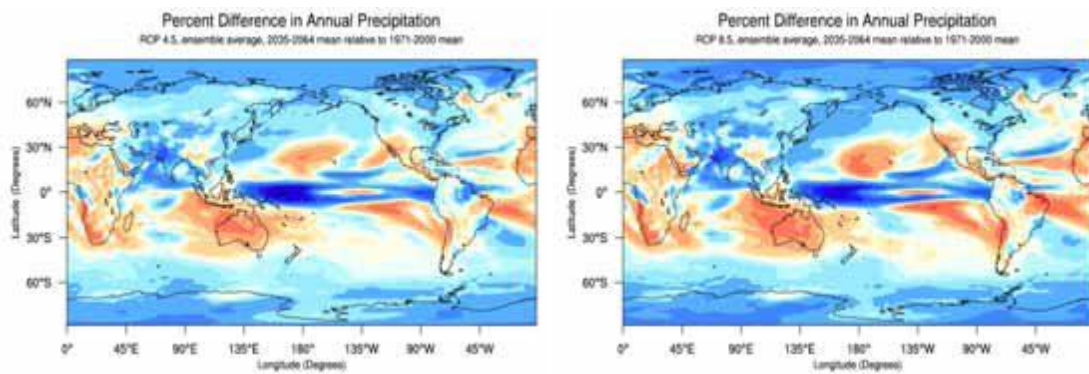 Percent Difference in Annual Precipitation
RCP 4.5, ensemble average, 2035-2064 mean relative to 1971-2000 mean
60°N
30°N
0°
30°S
60°S
Latitude (Degrees)
0°
45°E
90°E
135°E
180°
135°W
90°W
45°W
Longitude (Degrees)
Percent Difference in Annual Precipitation
RCP 8.5, ensemble average, 2035-2064 mean relative to 1971-2000 mean
60°N
30°N
0°
30°S
60°S
Latitude (Degrees)
0°
45°E
90°E
135°E
180°
135°W
90°W
45°W
Longitude (Degrees)